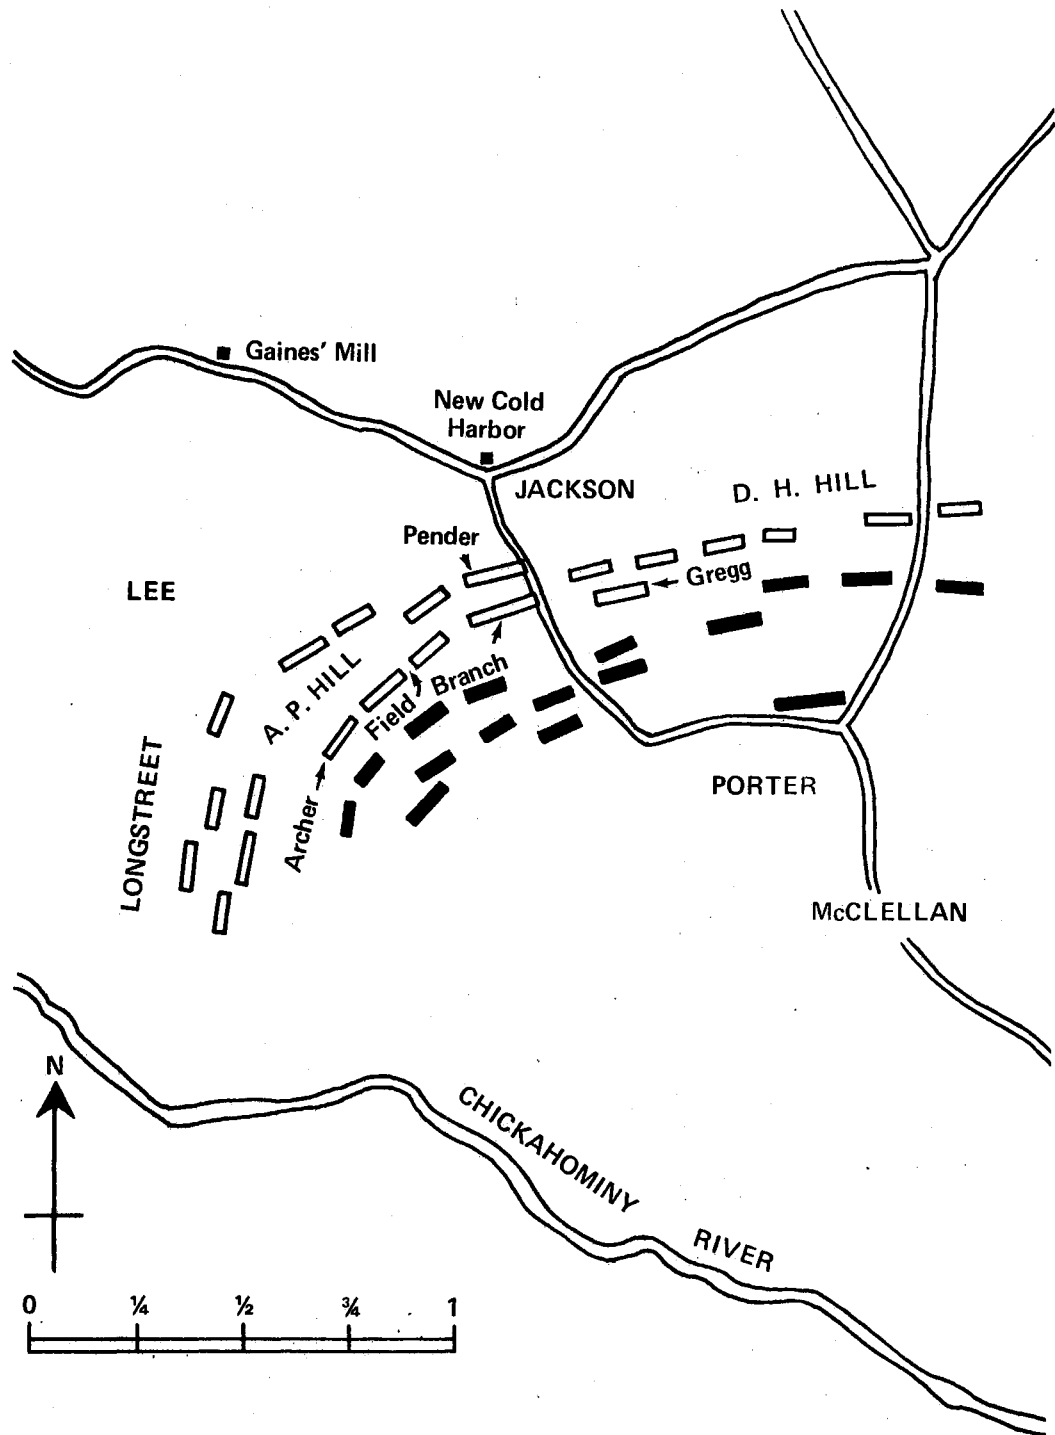 Gaines' Mill
New Cold
Harbor
JACKSON
D. H. HILL
Pender
Gregg
LEE
Branch
A. P. HILL
Field
LONGSTREET
Archer
PORTER
McCLELLAN
N
CHICKAHOMINY
RIVER
0 ¼ ½ ¾ 1